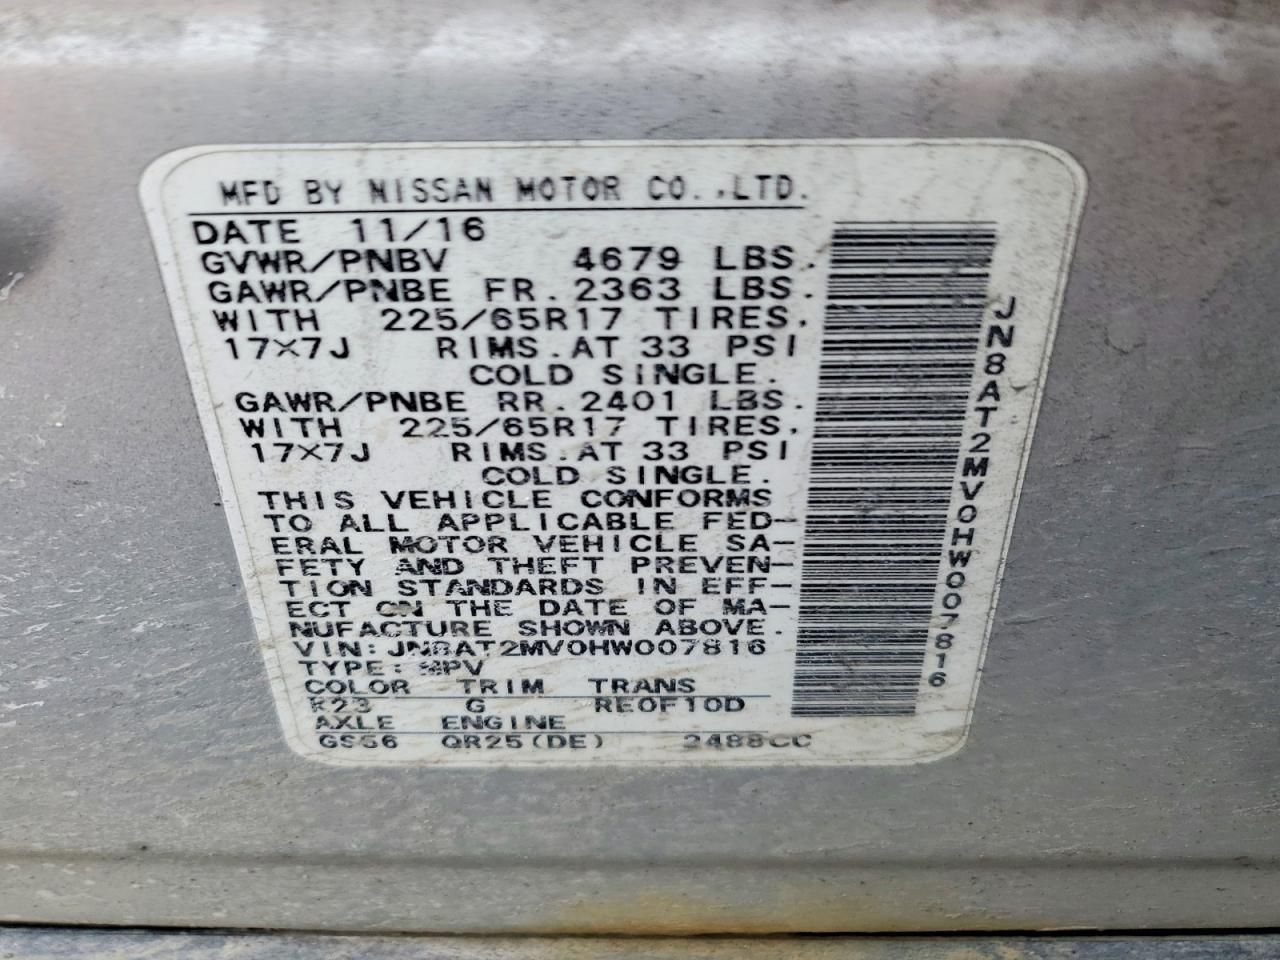 MFD BY NISSAN MOTOR CO.,LTD.
DATE 11/16
GVWR/PNBV 4679 LBS.
GAWR/PNBE FR. 2363 LBS.
WITH 225/65R17 TIRES.
17×7J RIMS. AT 33 PSI
COLD SINGLE.
GAWR/PNBE RR. 2401 LBS.
WITH 225/65R17 TIRES.
17×7J RIMS. AT 33 PSI
COLD SINGLE.
THIS VEHICLE CONFORMS
TO ALL APPLICABLE FED-
ERAL MOTOR VEHICLE SA-
FETY AND THEFT PREVEN-
TION STANDARDS IN EFF-
ECT ON THE DATE OF MA-
NUFACTURE SHOWN ABOVE.
VIN: JN8AT2MV0HW007816
TYPE: MPV
COLOR TRIM TRANS
K23 G RE0F10D
AXLE ENGINE
GS56 QR25(DE) 2488CC
JN8AT2MV0HW007816